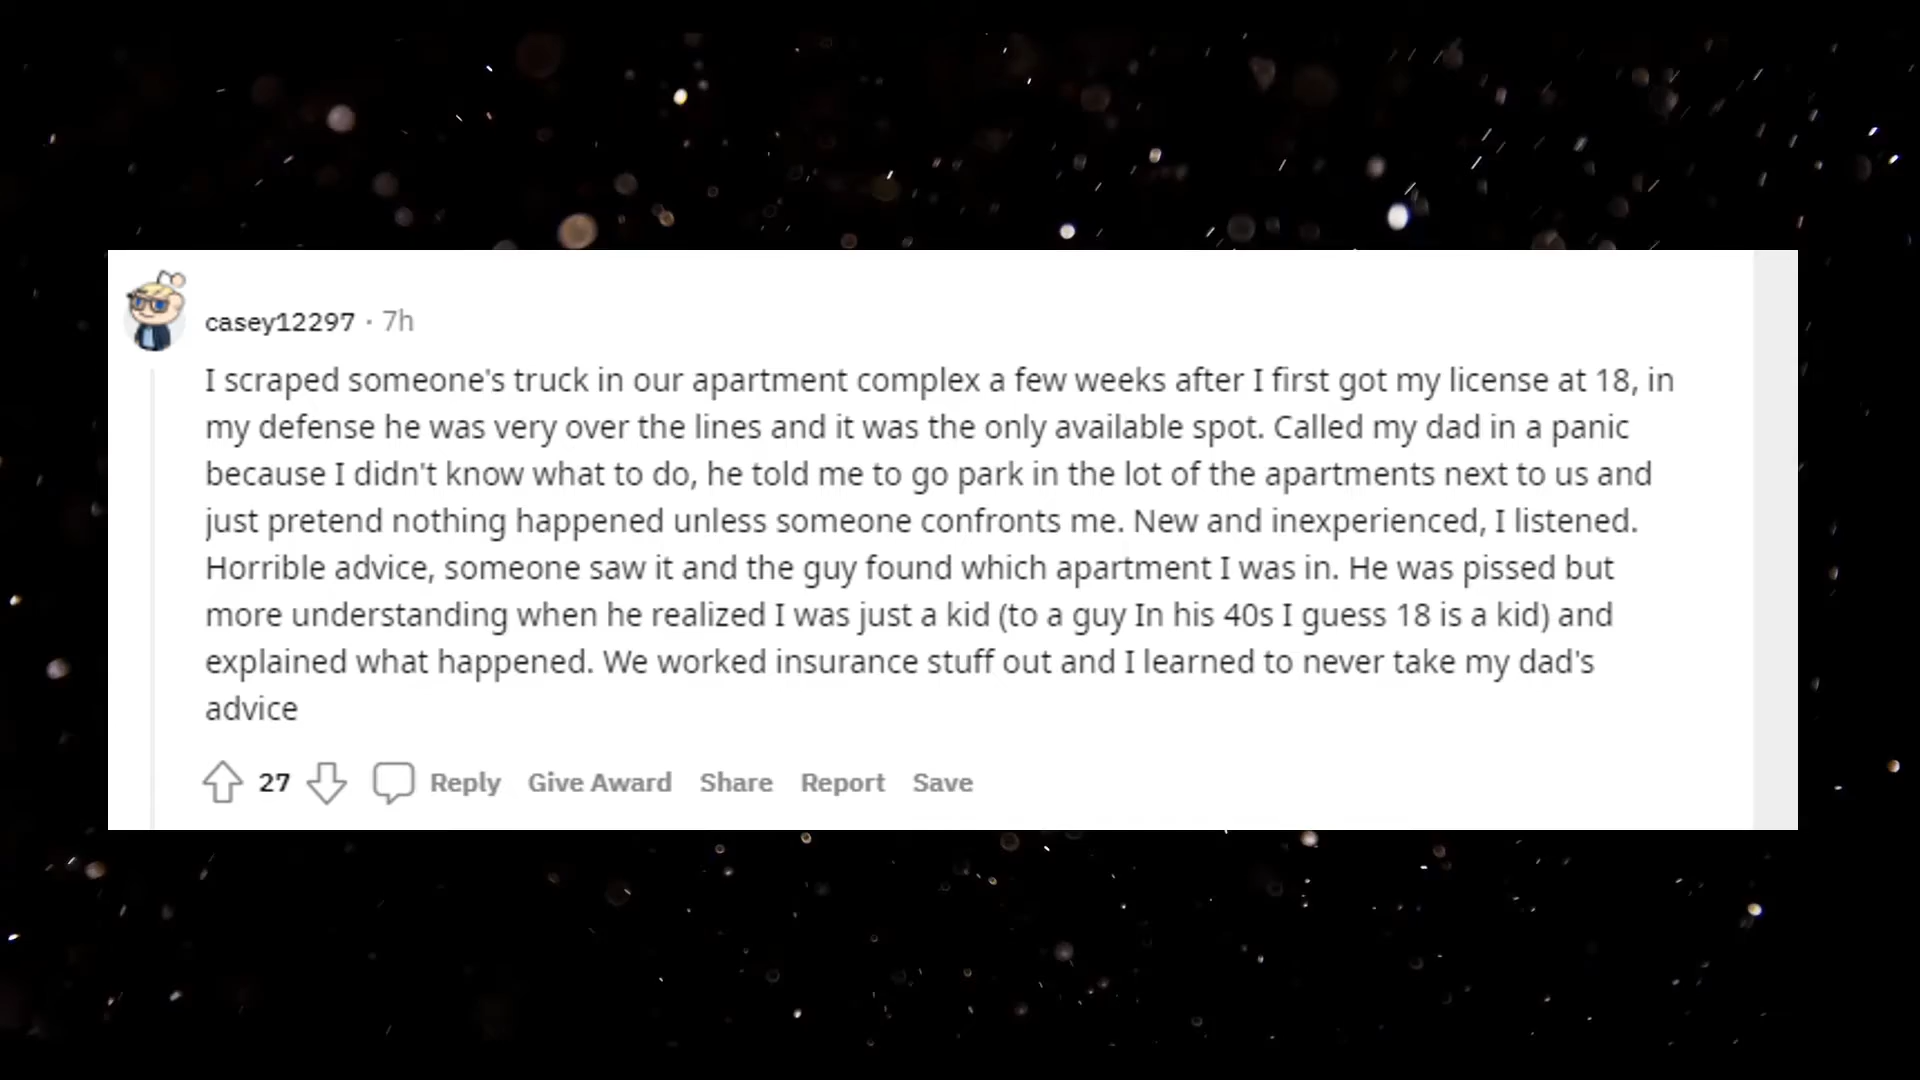 casey12297 · 7h
I scraped someone's truck in our apartment complex a few weeks after I first got my license at 18, in
my defense he was very over the lines and it was the only available spot. Called my dad in a panic
because I didn't know what to do, he told me to go park in the lot of the apartments next to us and
just pretend nothing happened unless someone confronts me. New and inexperienced, I listened.
Horrible advice, someone saw it and the guy found which apartment I was in. He was pissed but
more understanding when he realized I was just a kid (to a guy In his 40s I guess 18 is a kid) and
explained what happened. We worked insurance stuff out and I learned to never take my dad's
advice
27 Reply Give Award Share Report Save